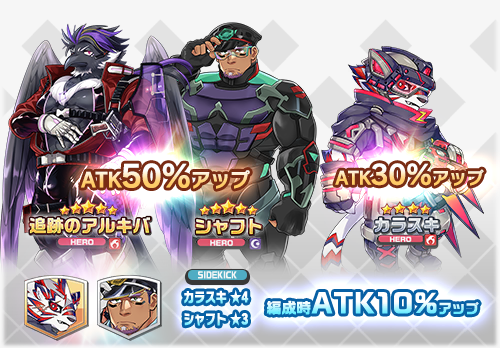 ATK50%アップ
ATK30%アップ
追跡のアルキバ
シャフト
カラスキ
HERO
HERO
HERO
SIDEKICK
カラスキ★4
シャフト★3
編成時ATK10%アップ